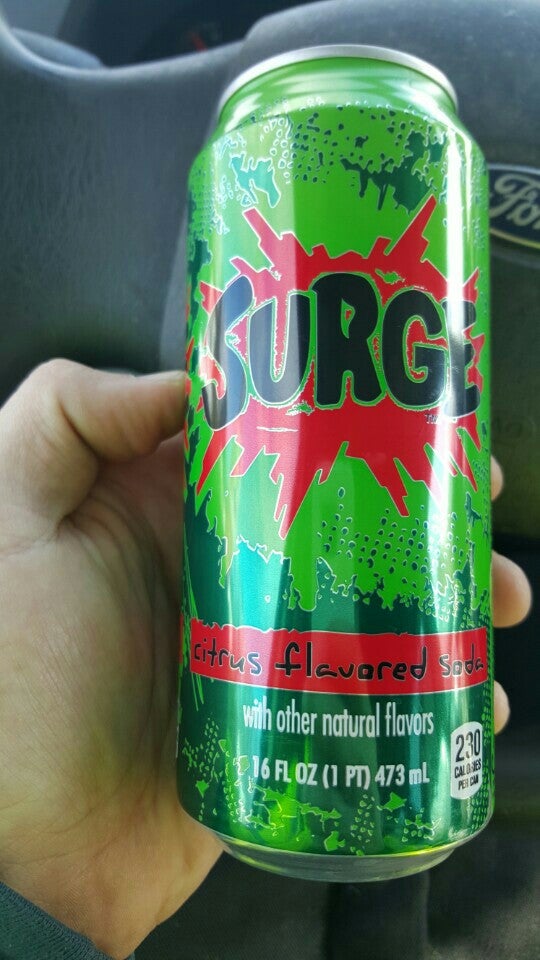 Ford
SURGE
citrus flavored soda
with other natural flavors
16 FL OZ (1 PT) 473 mL
230
CALORIES
PER CAN